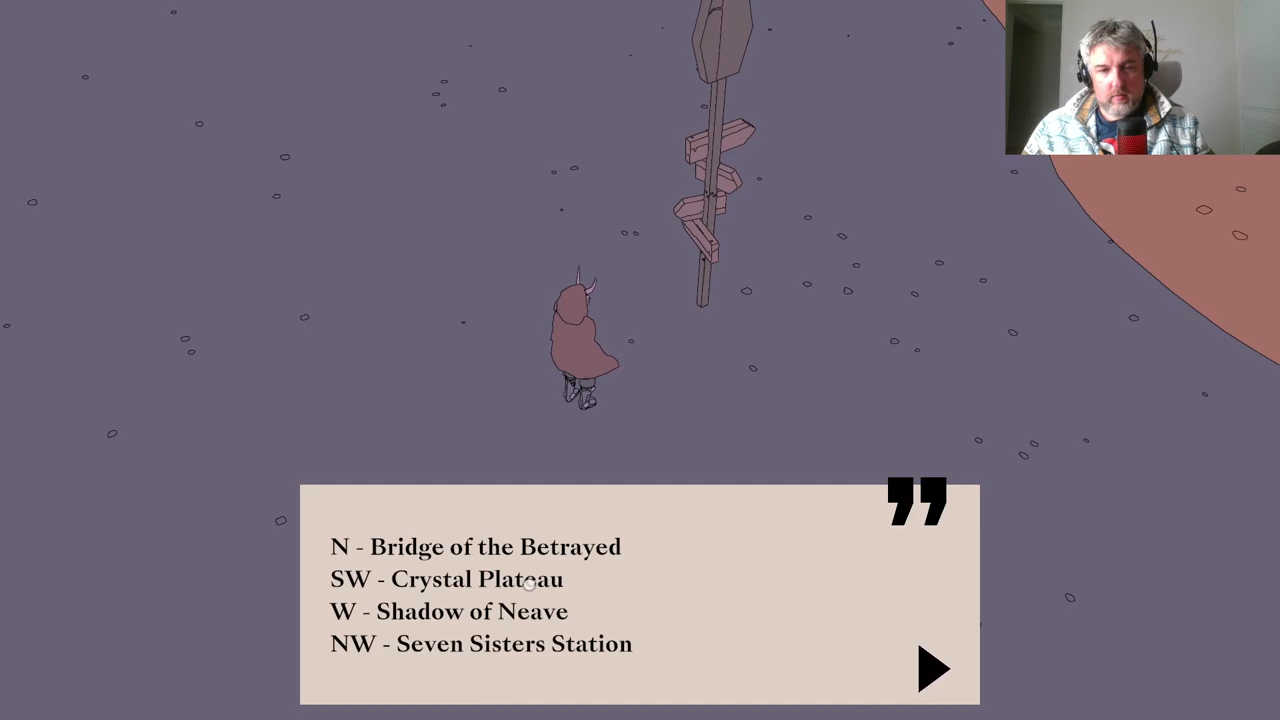 N - Bridge of the Betrayed
SW - Crystal Plateau
W - Shadow of Neave
NW - Seven Sisters Station